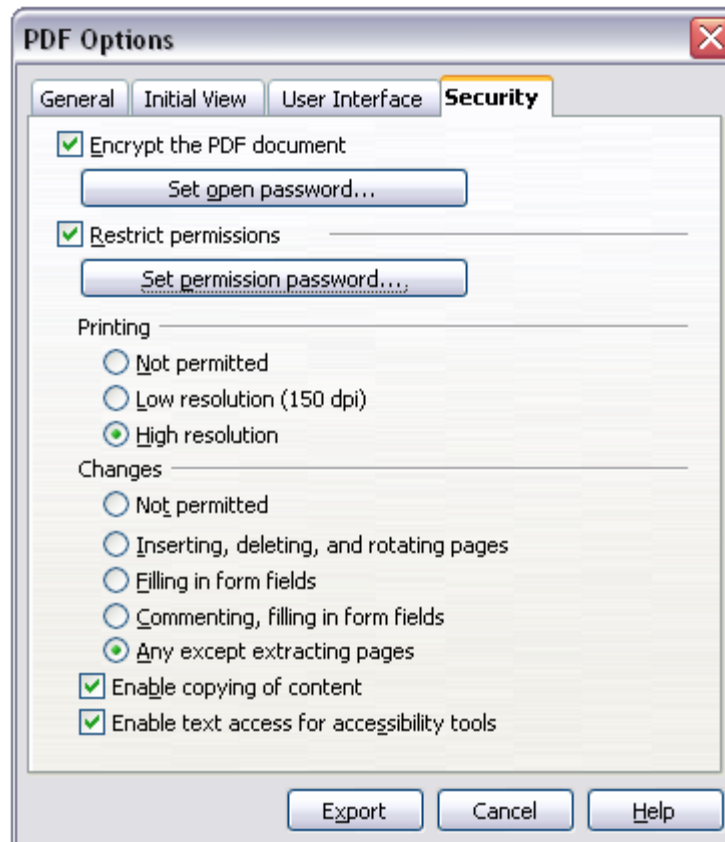 PDF Options
General Initial View User Interface Security
Encrypt the PDF document
Set open password...
Restrict permissions
Set permission password...
Printing
Not permitted
Low resolution (150 dpi)
High resolution
Changes
Not permitted
Inserting, deleting, and rotating pages
Filling in form fields
Commenting, filling in form fields
Any except extracting pages
Enable copying of content
Enable text access for accessibility tools
Export Cancel Help